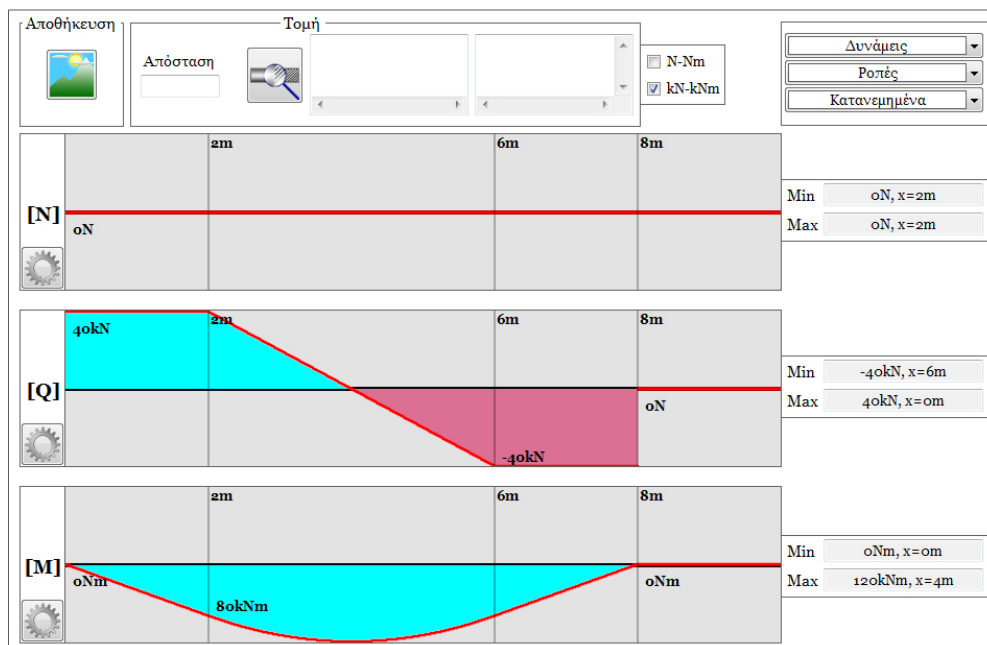 Αποθήκευση
Τομή
Απόσταση
N-Nm
kN-kNm
Δυνάμεις
Ροπές
Κατανεμημένα
2m 6m 8m
[N]
0N
Min 0N, x=2m
Max 0N, x=2m
2m 6m 8m
40kN
[Q]
0N
-40kN
Min -40kN, x=6m
Max 40kN, x=0m
2m 6m 8m
[M]
0Nm 0Nm
80kNm
Min 0Nm, x=0m
Max 120kNm, x=4m